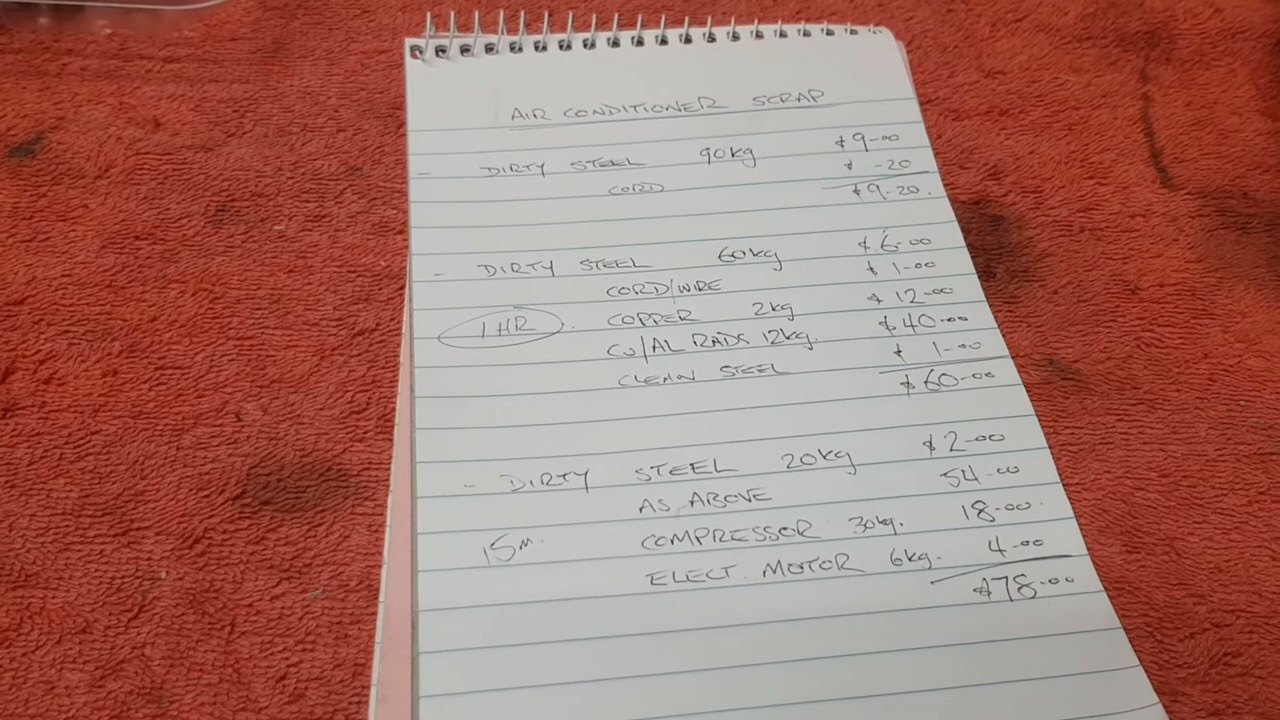 AIR CONDITIONER SCRAP
- DIRTY STEEL 90kg $9-00
CORD $ -20
$9-20.
- DIRTY STEEL 60kg $6-00
CORD/WIRE $1-00
1 HR . COPPER 2kg $12-00
CU/AL RADS 12kg. $40-00
CLEAN STEEL $1-00
$60-00
- DIRTY STEEL 20kg $2-00
AS ABOVE 54-00
15M. COMPRESSOR 30kg. 18-00
ELECT. MOTOR 6kg. 4-00
$78-00